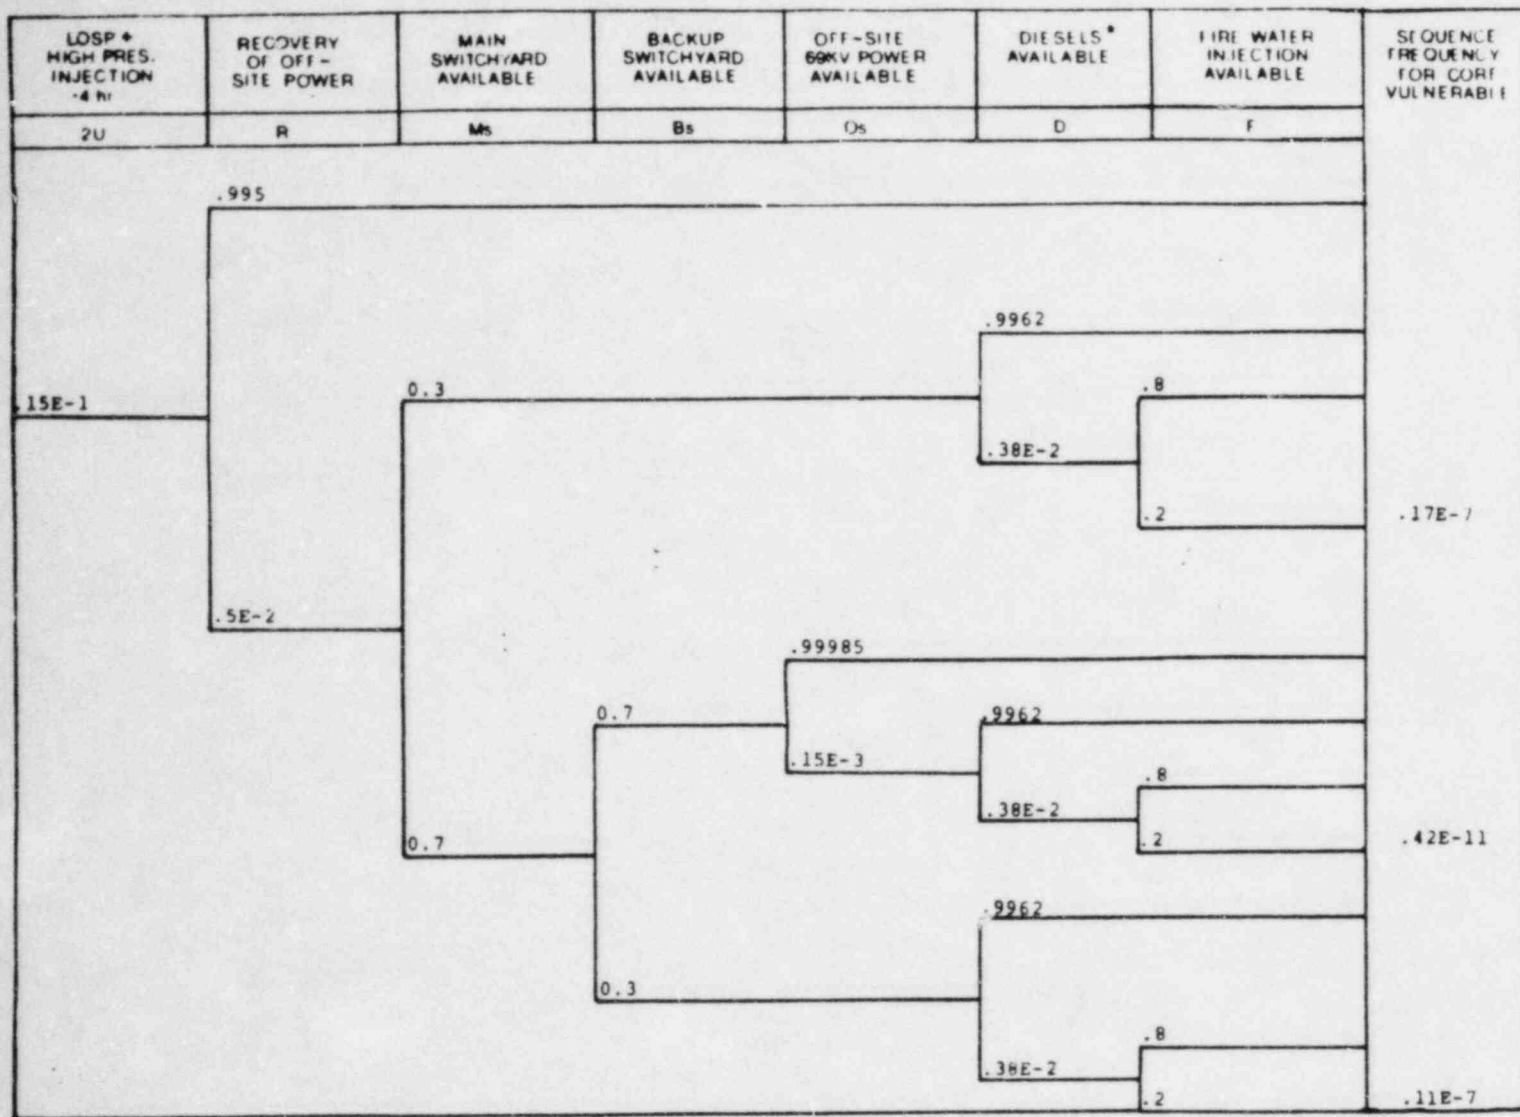 LOSP +
HIGH PRES.
INJECTION
-4 hr
RECOVERY
OF OFF-
SITE POWER
MAIN
SWITCHYARD
AVAILABLE
BACKUP
SWITCHYARD
AVAILABLE
OFF-SITE
69KV POWER
AVAILABLE
DIESELS*
AVAILABLE
FIRE WATER
INJECTION
AVAILABLE
SEQUENCE
FREQUENCY
FOR CORE
VULNERABLE
2U
R
Ms
Bs
Os
D
F
.995
.9962
0.3
.8
.15E-1
.38E-2
.2
.17E-7
.5E-2
.99985
0.7
.9962
.15E-3
.8
.38E-2
0.7
.2
.42E-11
.9962
0.3
.8
.38E-2
.2
.11E-7